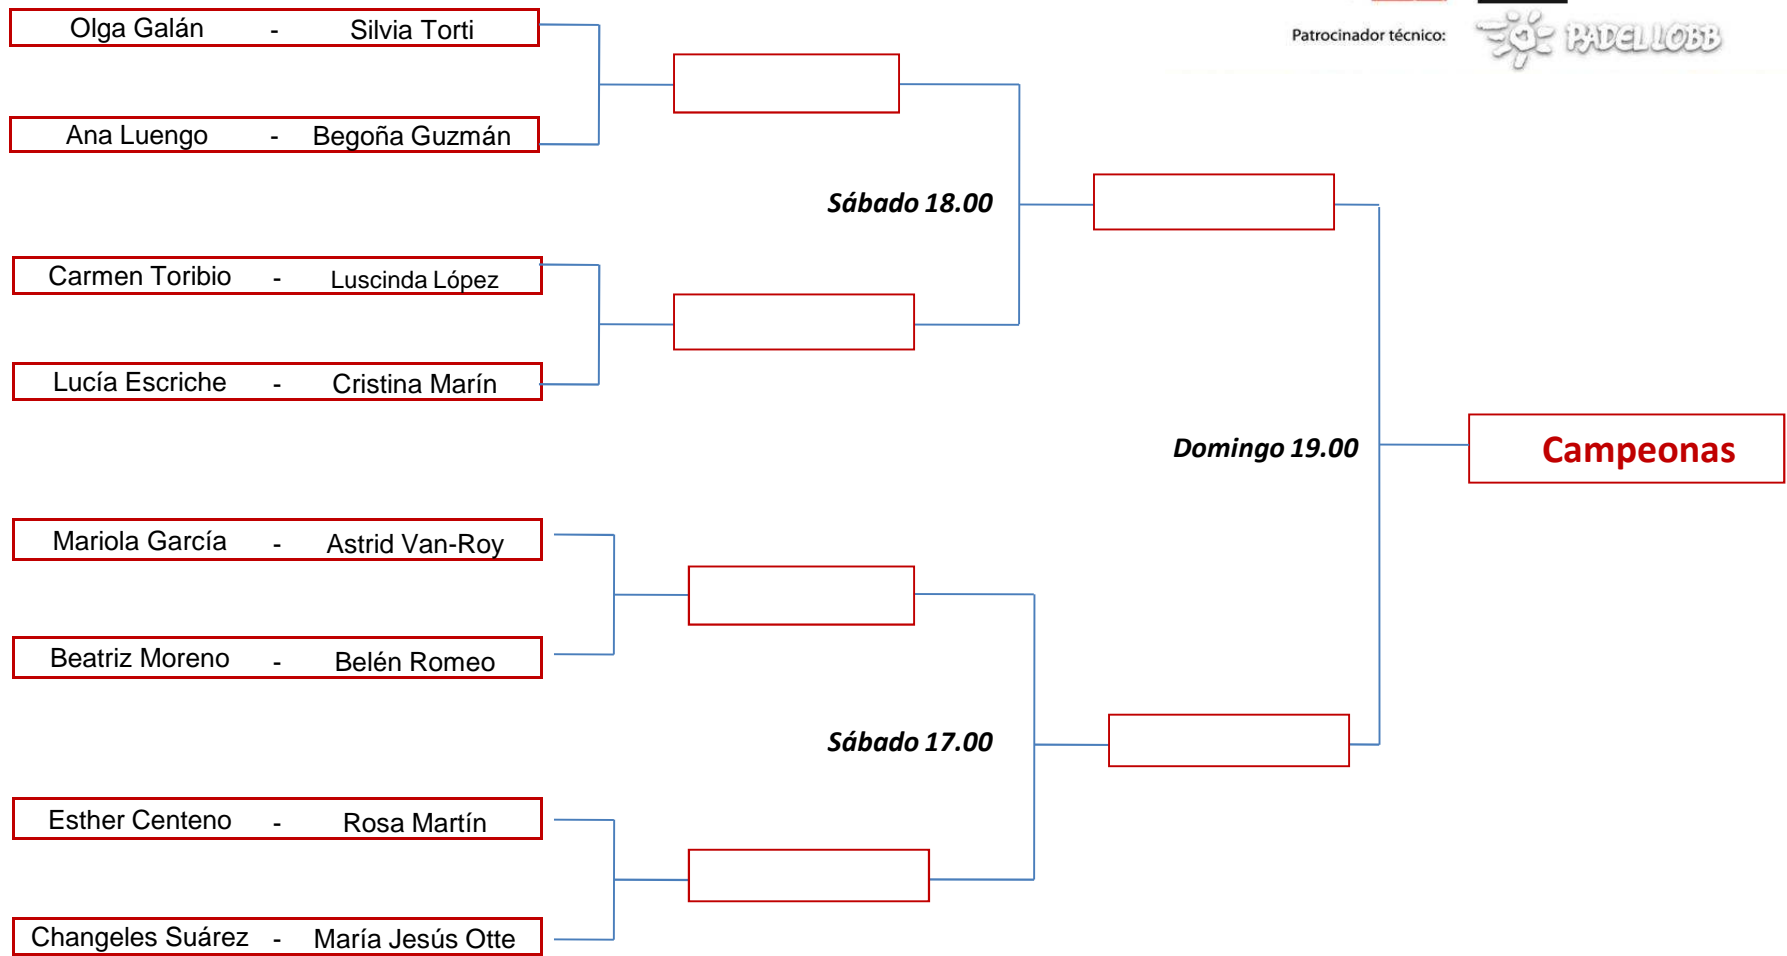 Olga Galán - Silvia Torti
Patrocinador técnico: PADELLOBB
Ana Luengo - Begoña Guzmán
Sábado 18.00
Carmen Toribio - Luscinda López
Lucía Escriche - Cristina Marín
Domingo 19.00
Campeonas
Mariola García - Astrid Van-Roy
Beatriz Moreno - Belén Romeo
Sábado 17.00
Esther Centeno - Rosa Martín
Changeles Suárez - María Jesús Otte